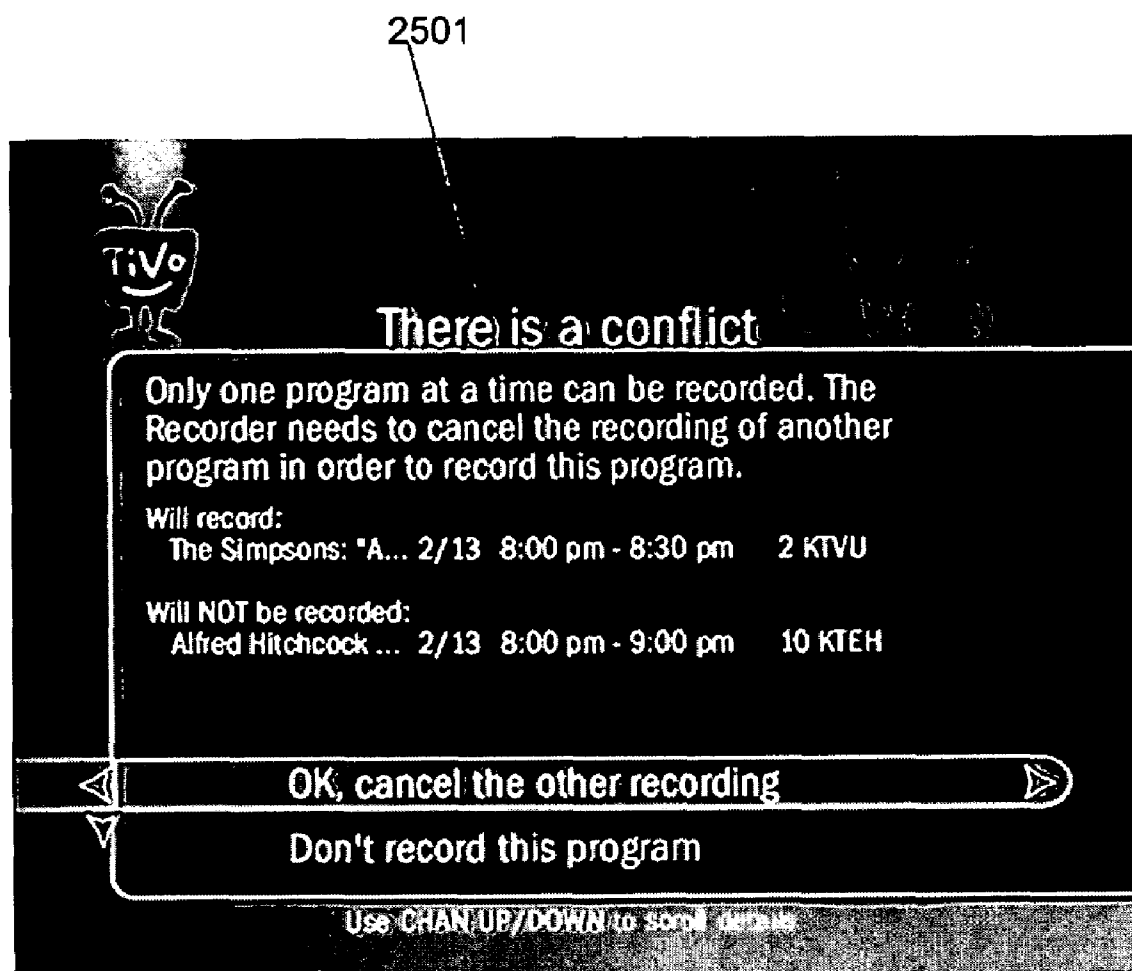 2501
TiVo
There is a conflict
Only one program at a time can be recorded. The
Recorder needs to cancel the recording of another
program in order to record this program.
Will record:
The Simpsons: "A... 2/13 8:00 pm - 8:30 pm 2 KTVU
Will NOT be recorded:
Alfred Hitchcock ... 2/13 8:00 pm - 9:00 pm 10 KTEH
OK, cancel the other recording
Don't record this program
Use CHAN UP/DOWN to scroll details